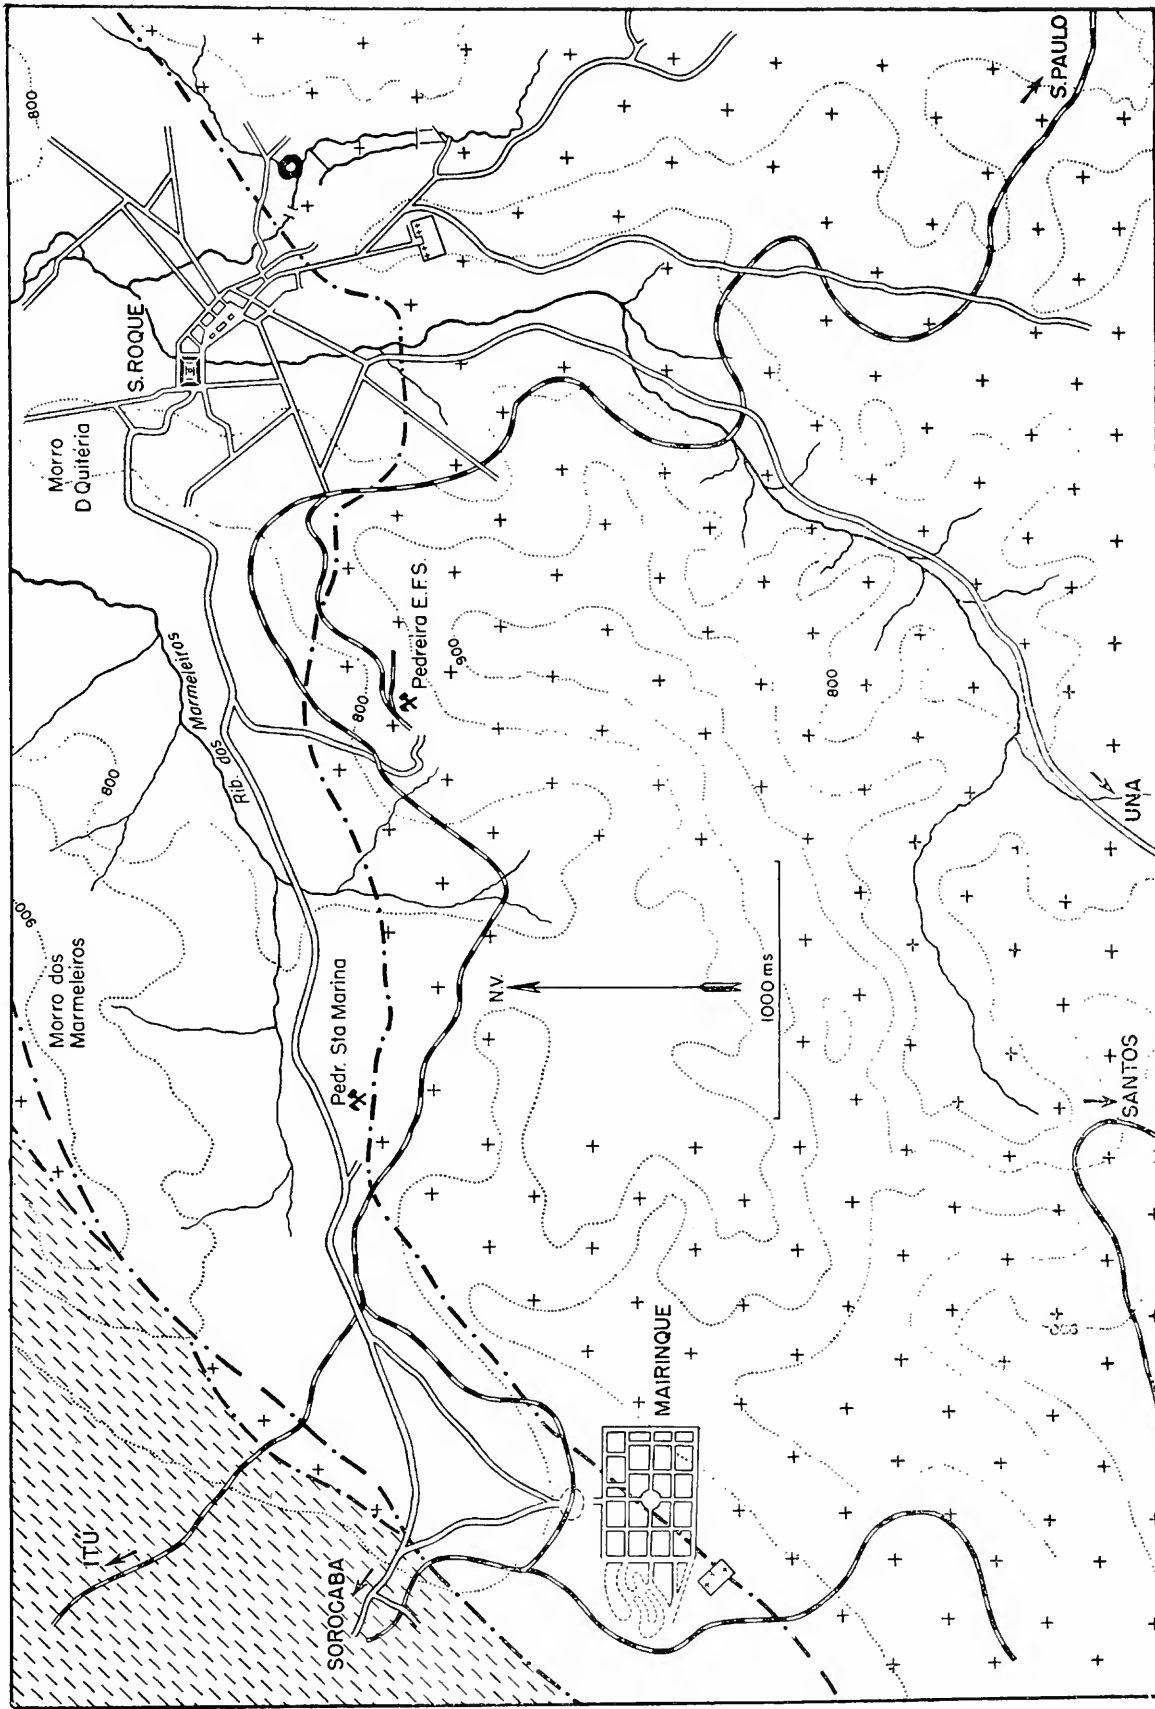 ITÚ
SOROCABA
MAIRINQUE
Morro dos
Marmeleiros
900
Pedr. Sta Marina
N.V.
1000 ms
SANTOS
800
Rib. dos Marmeleiros
800
Pedreira E.F.S.
900
800
UNA
Morro
D Quitéria
S. ROQUE
800
S. PAULO